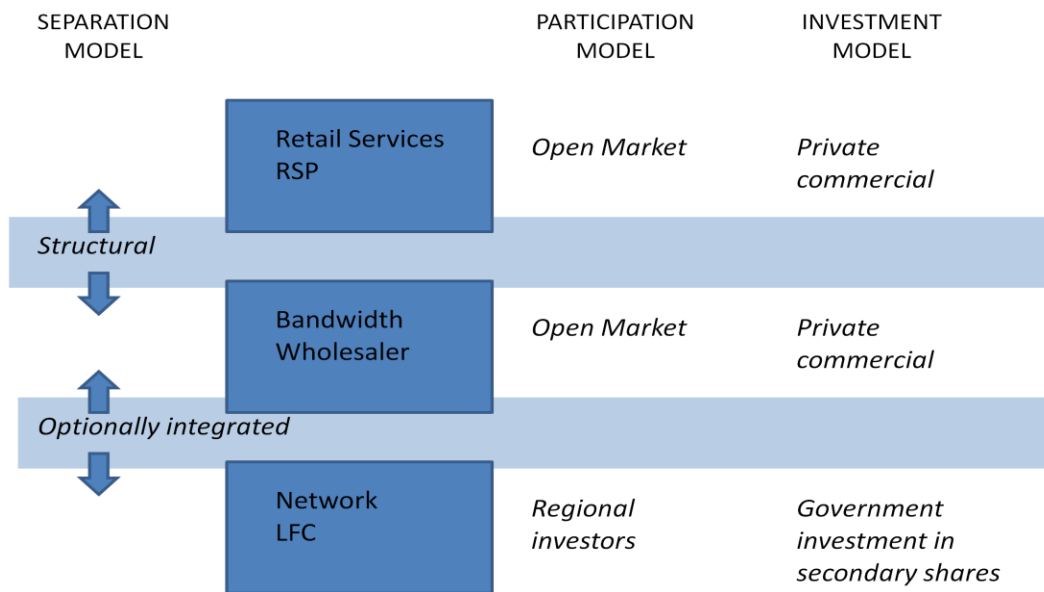 SEPARATION
MODEL
PARTICIPATION
MODEL
INVESTMENT
MODEL
Retail Services
RSP
Open Market
Private
commercial
Structural
Bandwidth
Wholesaler
Open Market
Private
commercial
Optionally integrated
Network
LFC
Regional
investors
Government
investment in
secondary shares